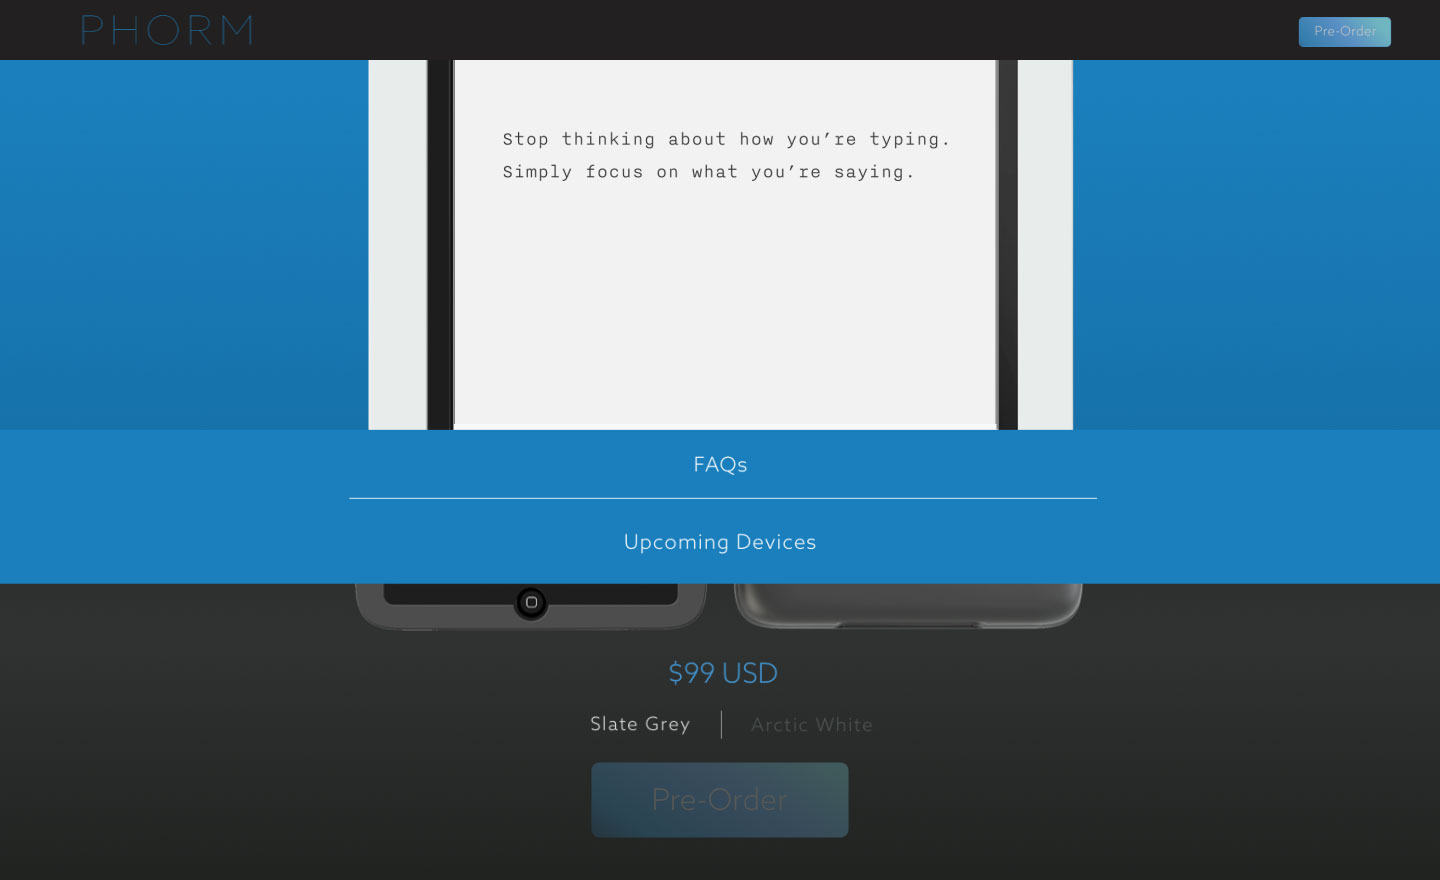 PHORM
Pre-Order
Stop thinking about how you’re typing.
Simply focus on what you’re saying.
FAQs
Upcoming Devices
$99 USD
Slate Grey
Arctic White
Pre-Order